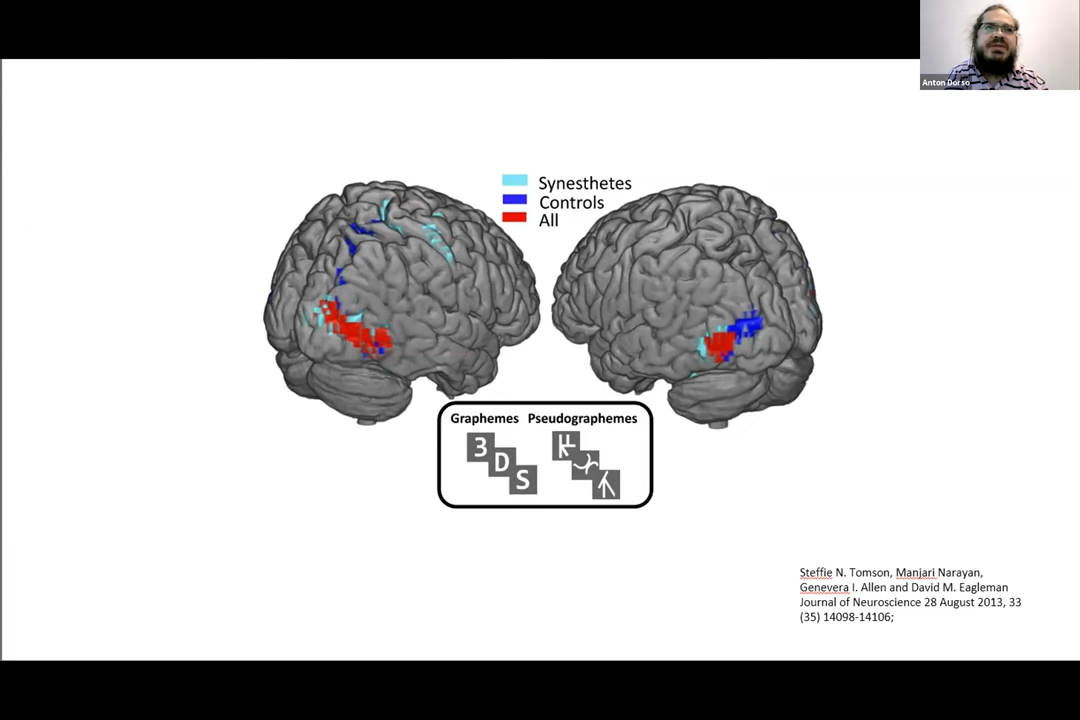 Anton Dorso
Synesthetes
Controls
All
Graphemes Pseudographemes
3
D
S
Steffie N. Tomson, Manjari Narayan,
Genevera I. Allen and David M. Eagleman
Journal of Neuroscience 28 August 2013, 33
(35) 14098-14106;